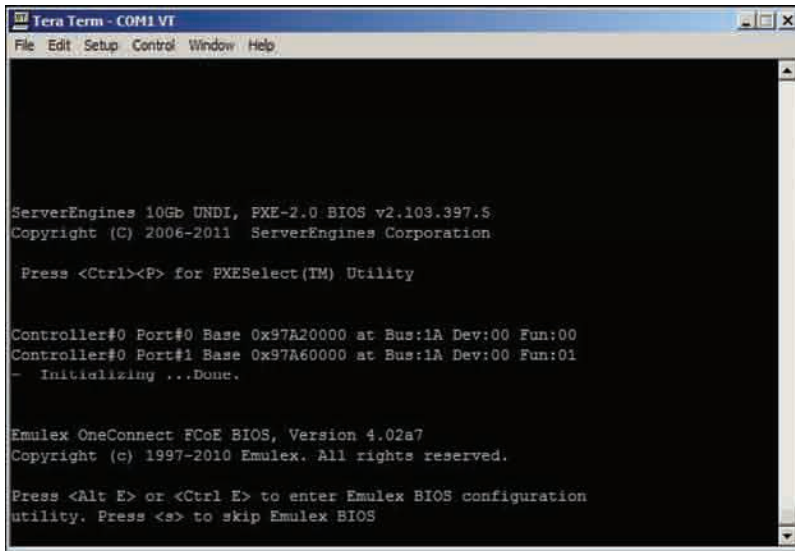 Tera Term - COM1 VT
File Edit Setup Control Window Help
ServerEngines 10Gb UNDI, PXE-2.0 BIOS v2.103.397.5
Copyright (C) 2006-2011 ServerEngines Corporation
Press <Ctrl><P> for PXESelect(TM) Utility
Controller#0 Port#0 Base 0x97A20000 at Bus:1A Dev:00 Fun:00
Controller#0 Port#1 Base 0x97A60000 at Bus:1A Dev:00 Fun:01
- Initializing ...Done.
Emulex OneConnect FCoE BIOS, Version 4.02a7
Copyright (c) 1997-2010 Emulex. All rights reserved.
Press <Alt E> or <Ctrl E> to enter Emulex BIOS configuration
utility. Press <s> to skip Emulex BIOS